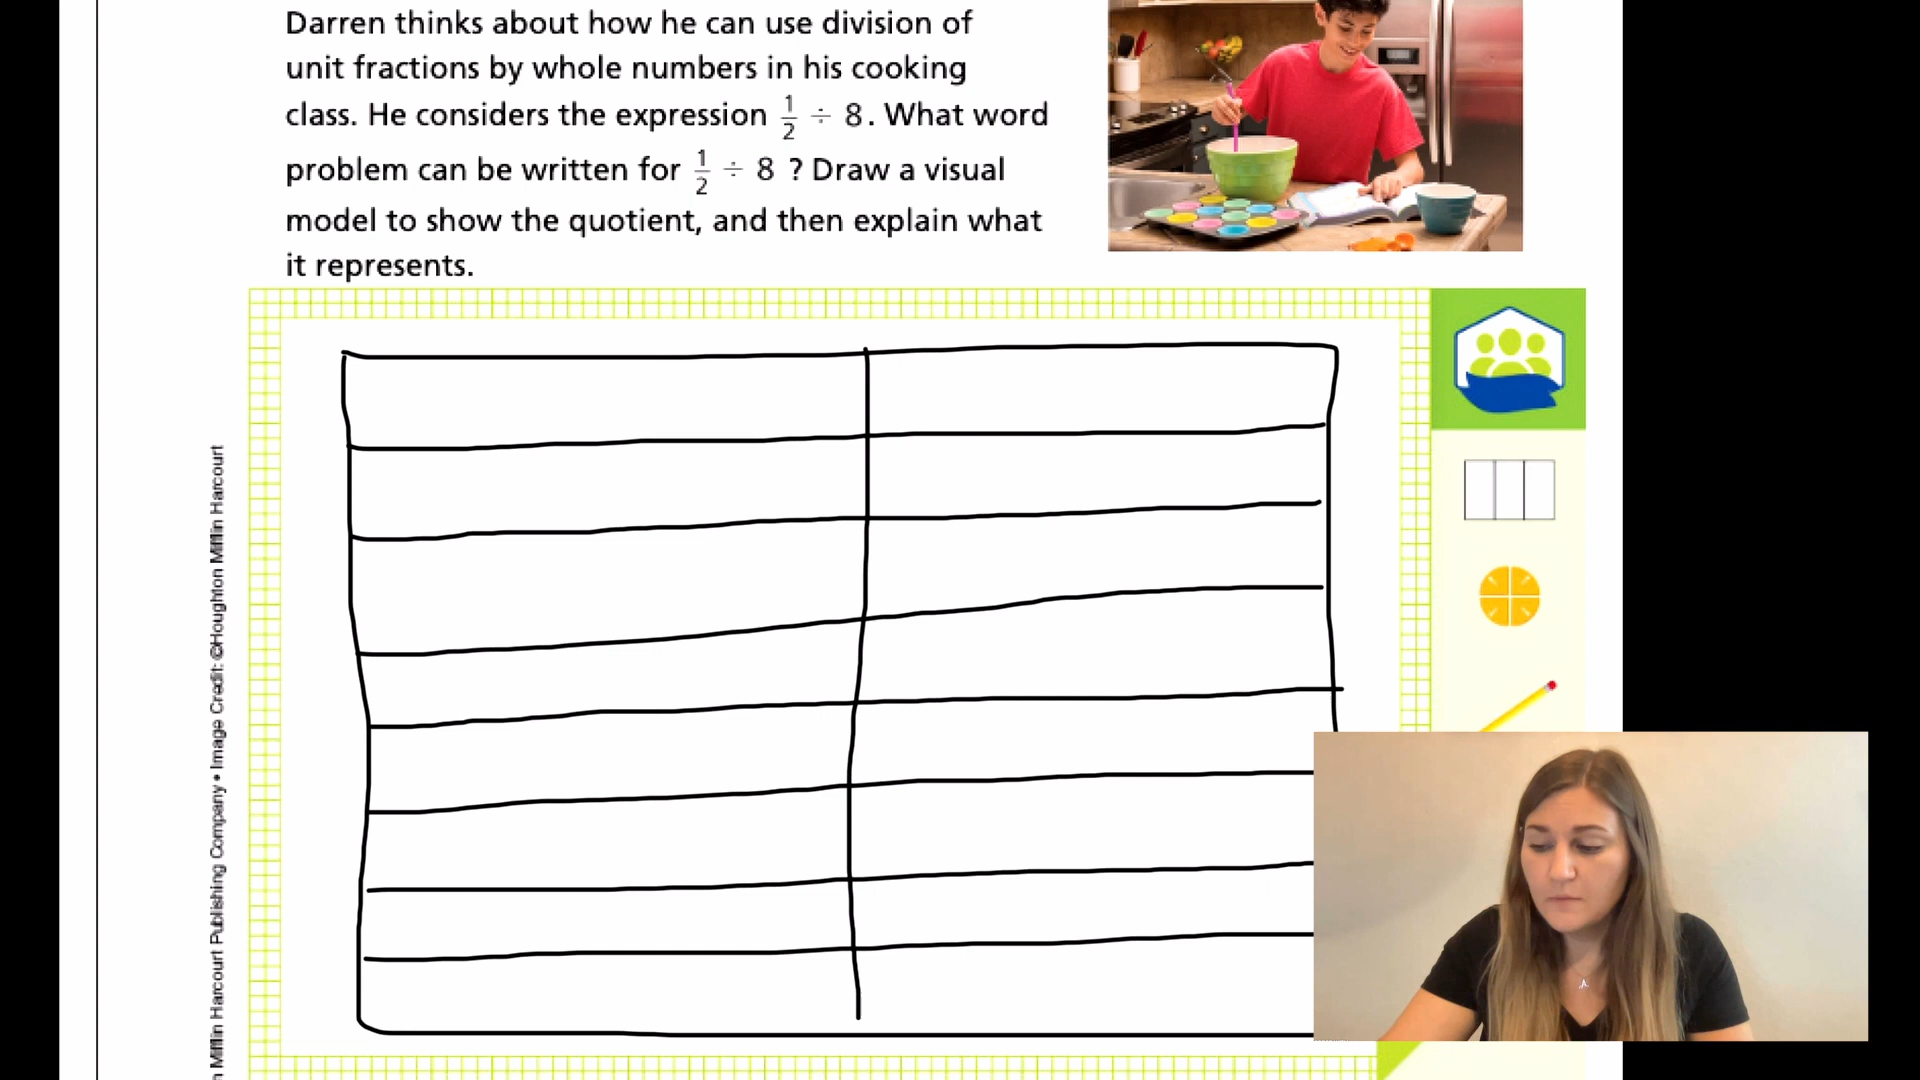 Darren thinks about how he can use division of
unit fractions by whole numbers in his cooking
class. He considers the expression 1/2 ÷ 8. What word
problem can be written for 1/2 ÷ 8 ? Draw a visual
model to show the quotient, and then explain what
it represents.
n Mifflin Harcourt Publishing Company • Image Credit: ©Houghton Mifflin Harcourt